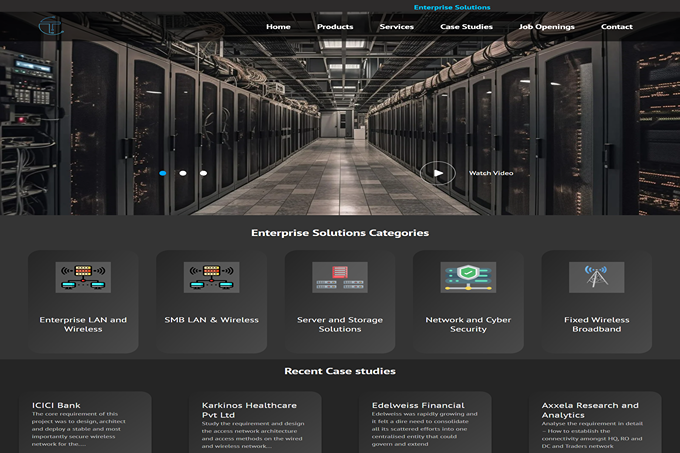 Enterprise Solutions
Home Products Services Case Studies Job Openings Contact
Watch Video
Enterprise Solutions Categories
Enterprise LAN and
Wireless
SMB LAN & Wireless
Server and Storage
Solutions
Network and Cyber
Security
Fixed Wireless
Broadband
Recent Case studies
ICICI Bank
The core requirement of this
project was to design, architect
and deploy a stable and most
importantly secure wireless
network for the....
Karkinos Healthcare
Pvt Ltd
Study the requirement and design
the access network architecture
and access methods on the wired
and wireless network...
Edelweiss Financial
Edelweiss was rapidly growing and
it felt a dire need to consolidate
all its scattered efforts into one
centralised entity that could
govern and extend
Axxela Research and
Analytics
Analyse the requirement in detail
– How to establish the
connectivity amongst HQ, RO and
DC and Traders network